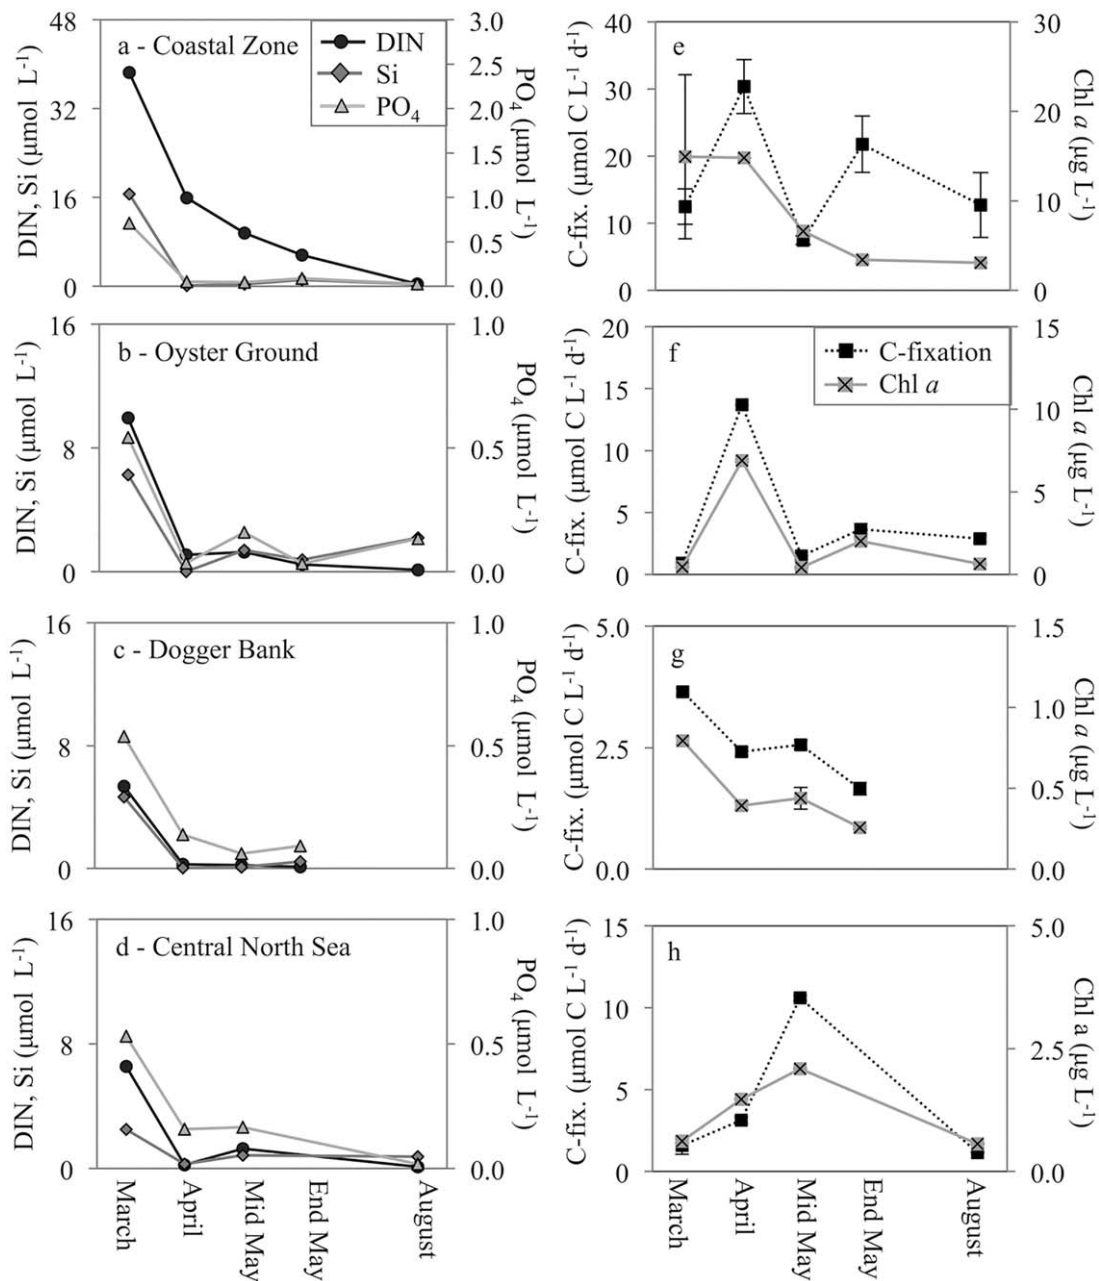 a - Coastal Zone
DIN
Si
PO4
DIN, Si (μmol L-1)
48
32
16
0
PO4 (μmol L-1)
3.0
2.5
2.0
1.5
1.0
0.5
0.0
e
C-fix. (μmol C L-1 d-1)
40
30
20
10
0
Chl a (μg L-1)
30
20
10
0
b - Oyster Ground
DIN, Si (μmol L-1)
16
8
0
PO4 (μmol L-1)
1.0
0.5
0.0
f
C-fixation
Chl a
C-fix. (μmol C L-1 d-1)
20
15
10
5
0
Chl a (μg L-1)
15
10
5
0
c - Dogger Bank
DIN, Si (μmol L-1)
16
8
0
PO4 (μmol L-1)
1.0
0.5
0.0
g
C-fix. (μmol C L-1 d-1)
5.0
2.5
0.0
Chl a (μg L-1)
1.5
1.0
0.5
0.0
d - Central North Sea
DIN, Si (μmol L-1)
16
8
0
PO4 (μmol L-1)
1.0
0.5
0.0
March
April
Mid May
End May
August
h
C-fix. (μmol C L-1 d-1)
15
10
5
0
Chl a (μg L-1)
5.0
2.5
0.0
March
April
Mid May
End May
August